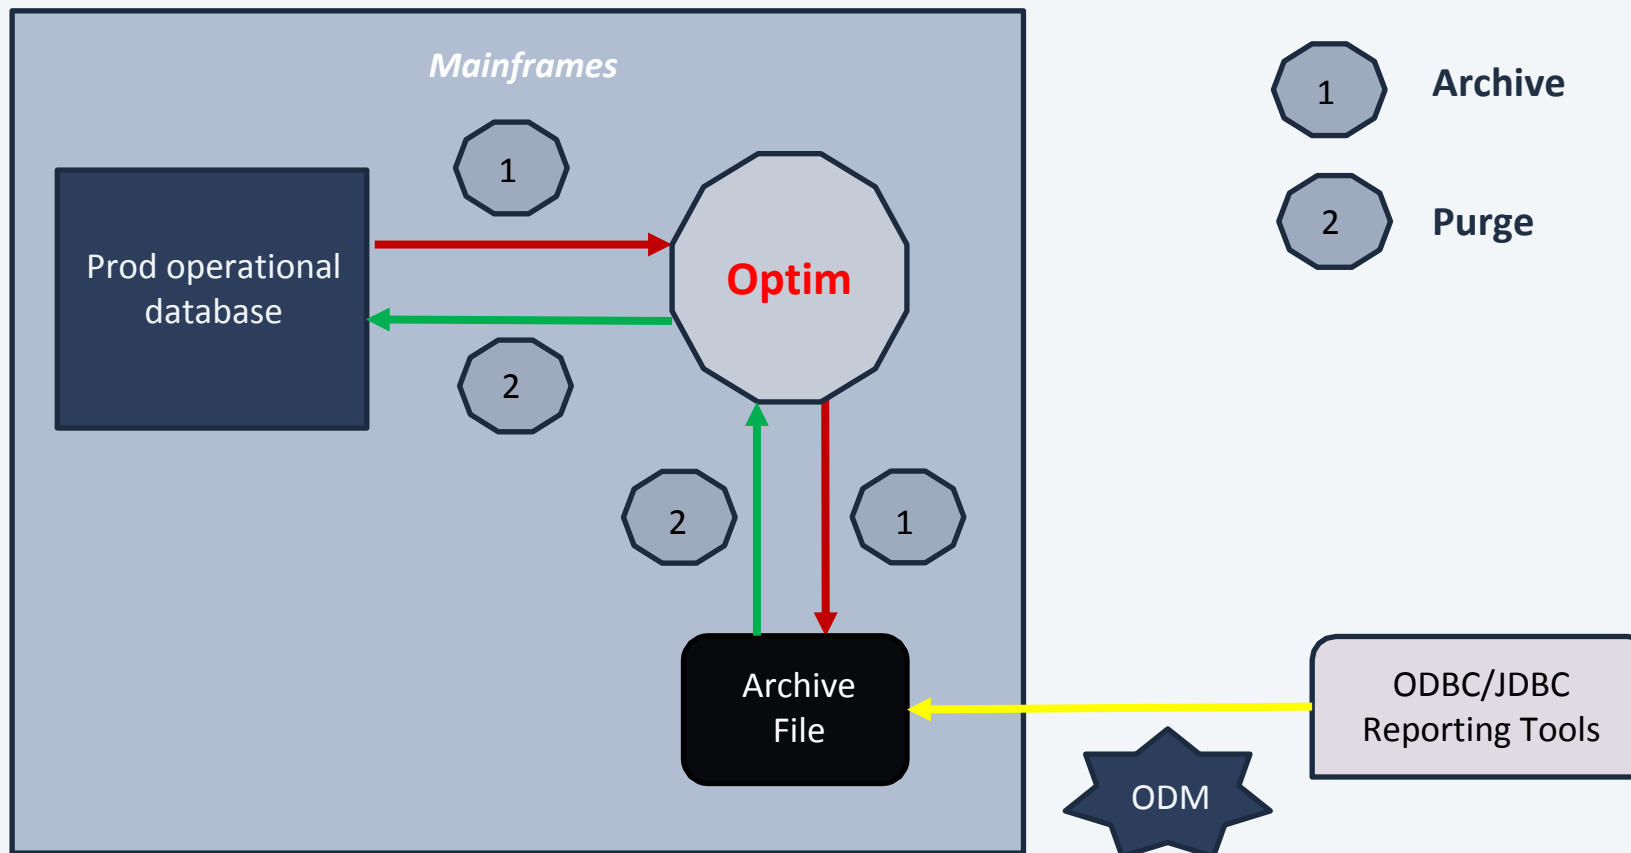 Mainframes
1
Archive
1
Prod operational
database
Optim
2
Purge
2
2
1
Archive
File
ODBC/JDBC
Reporting Tools
ODM